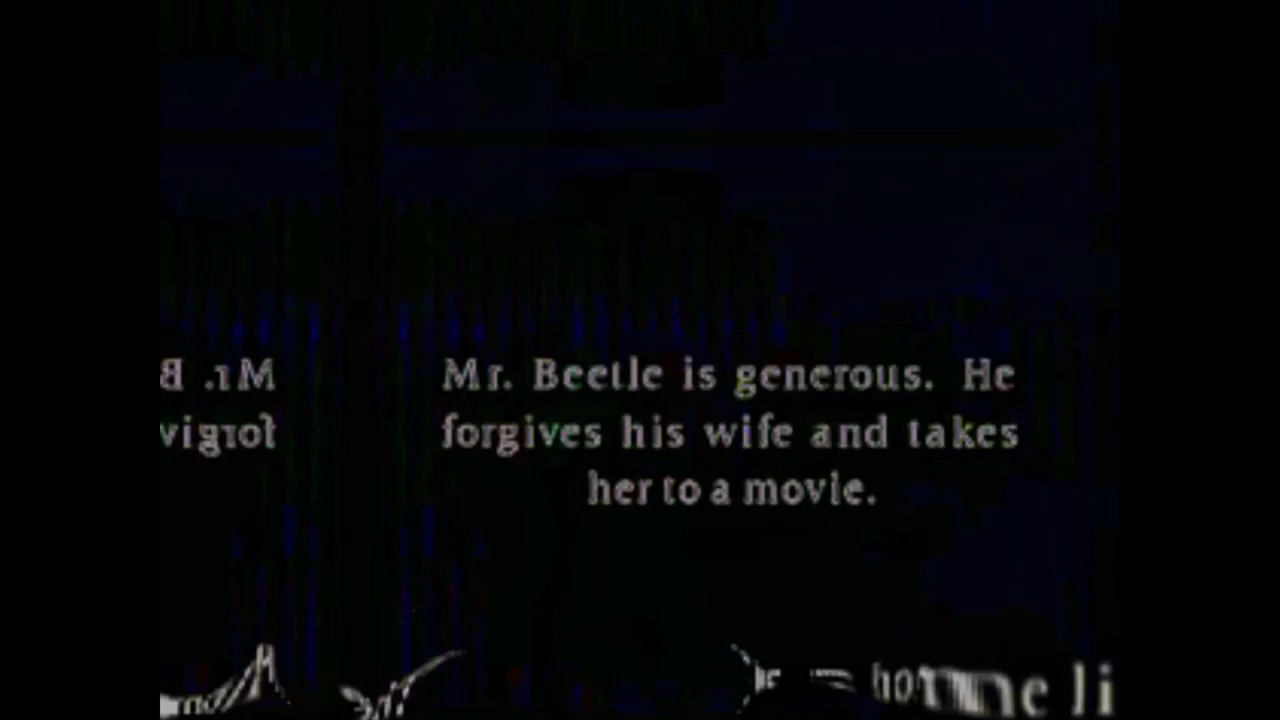 Mr. Beetle is generous. He
forgives his wife and takes
her to a movie.